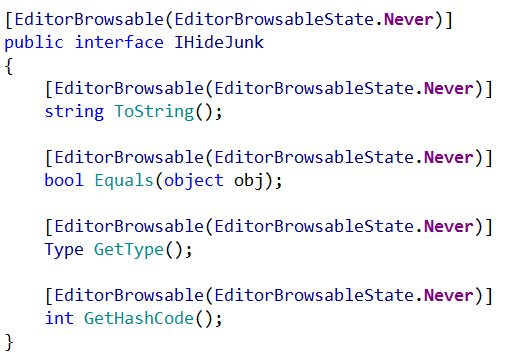 [EditorBrowsable(EditorBrowsableState.Never)]
public interface IHideJunk
{
    [EditorBrowsable(EditorBrowsableState.Never)]
    string ToString();

    [EditorBrowsable(EditorBrowsableState.Never)]
    bool Equals(object obj);

    [EditorBrowsable(EditorBrowsableState.Never)]
    Type GetType();

    [EditorBrowsable(EditorBrowsableState.Never)]
    int GetHashCode();
}